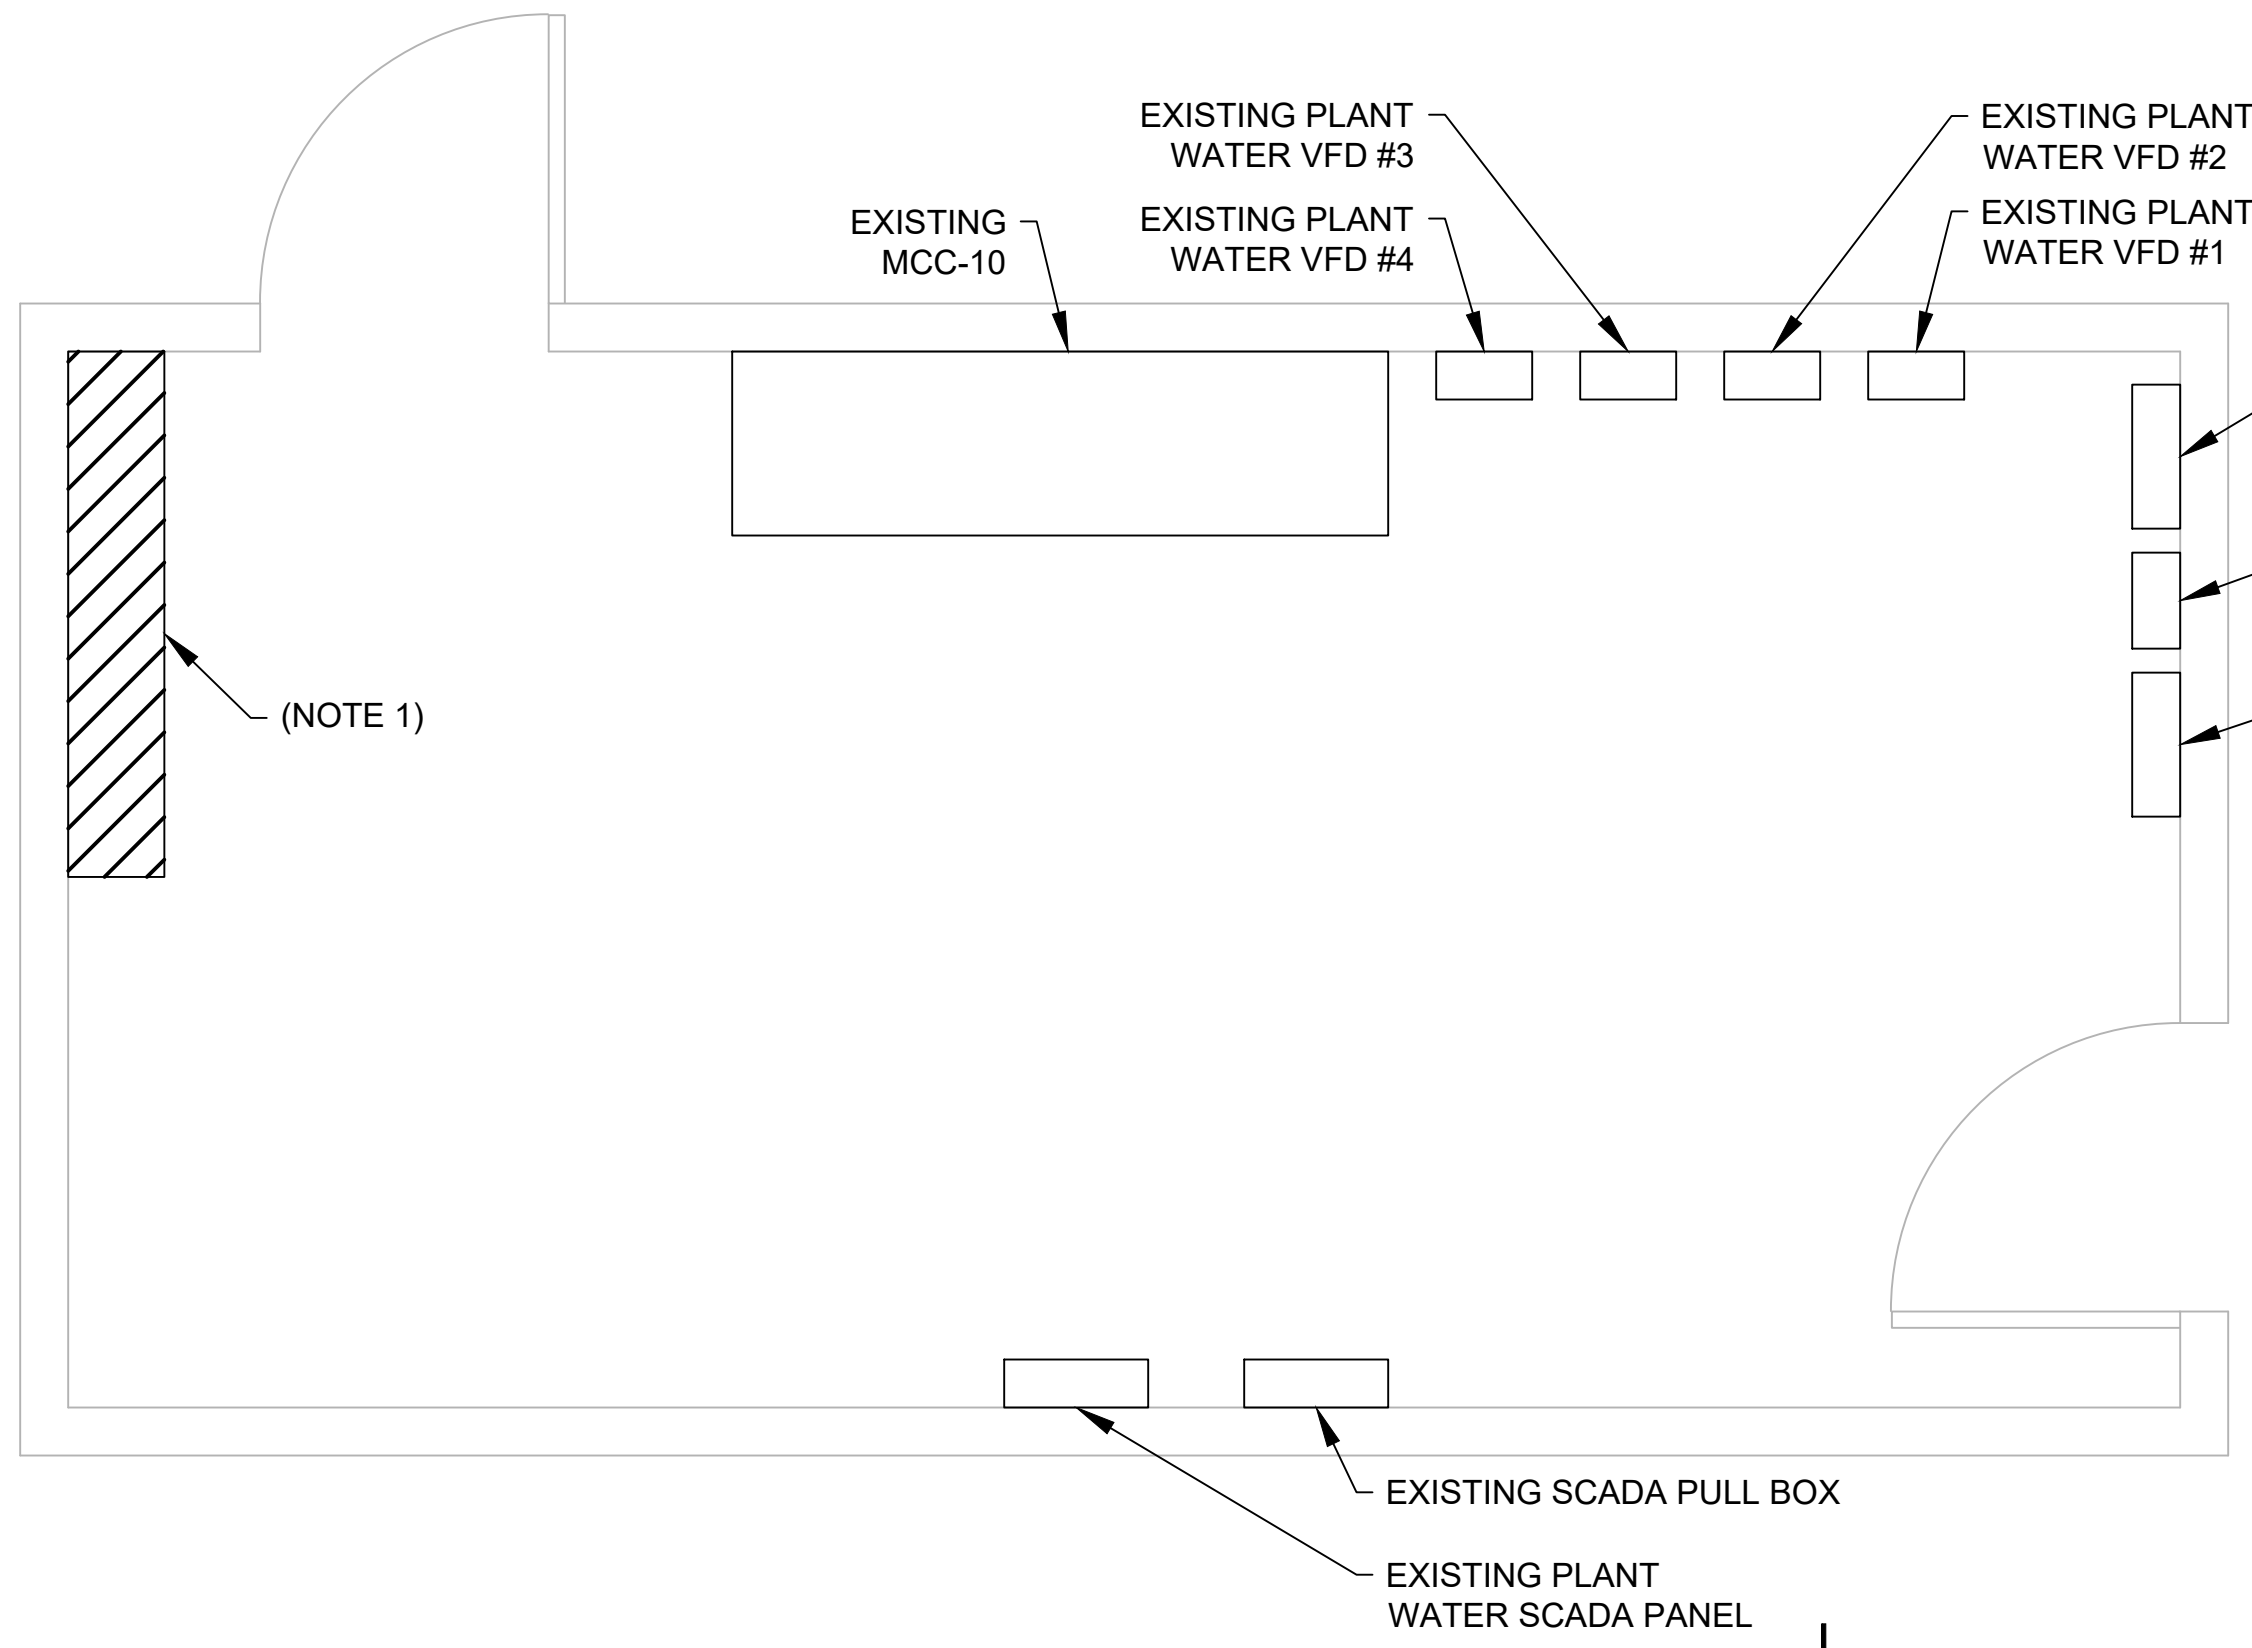 EXISTING PLANT
WATER VFD #3
EXISTING PLANT
WATER VFD #2
EXISTING
MCC-10
EXISTING PLANT
WATER VFD #4
EXISTING PLANT
WATER VFD #1
(NOTE 1)
EXISTING SCADA PULL BOX
EXISTING PLANT
WATER SCADA PANEL